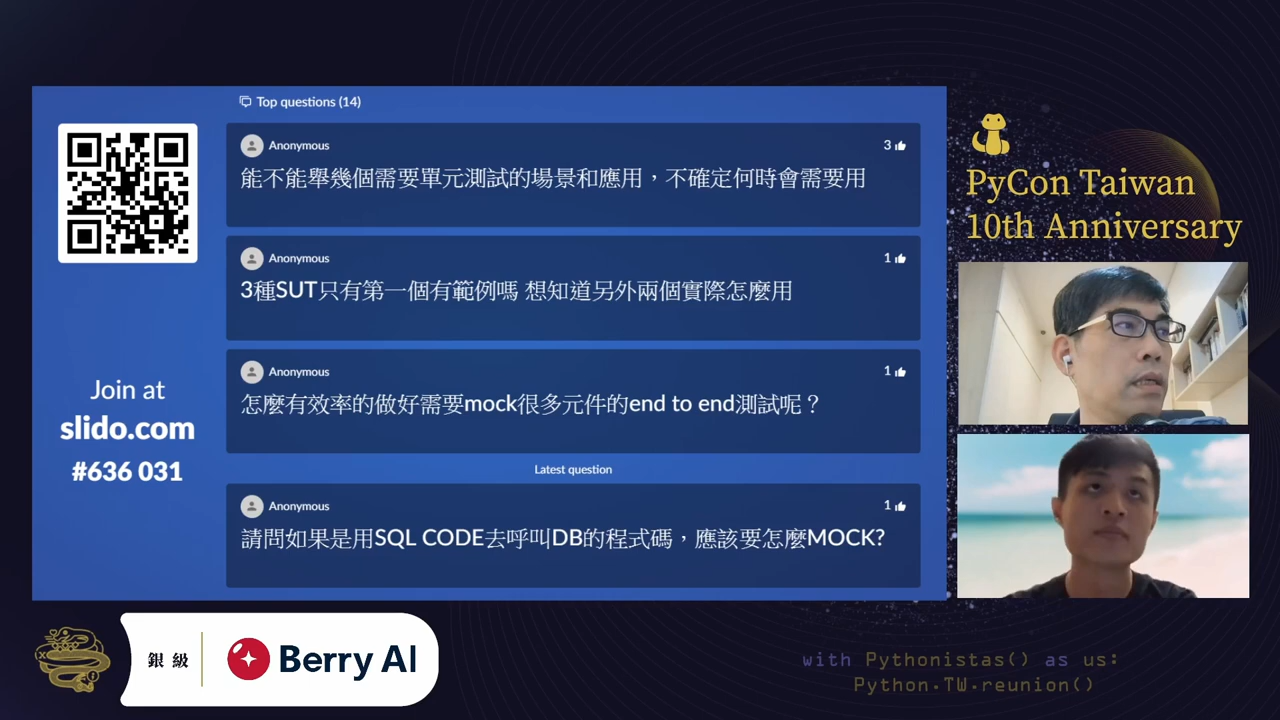 Top questions (14)
Anonymous
3
能不能舉幾個需要單元測試的場景和應用，不確定何時會需要用
Anonymous
1
3種SUT只有第一個有範例嗎 想知道另外兩個實際怎麼用
Anonymous
1
怎麼有效率的做好需要mock很多元件的end to end測試呢？
Latest question
Anonymous
1
請問如果是用SQL CODE去呼叫DB的程式碼，應該要怎麼MOCK?
Join at
slido.com
#636 031
PyCon Taiwan
10th Anniversary
銀級
Berry AI
with Pythonistas() as us:
Python.TW.reunion()